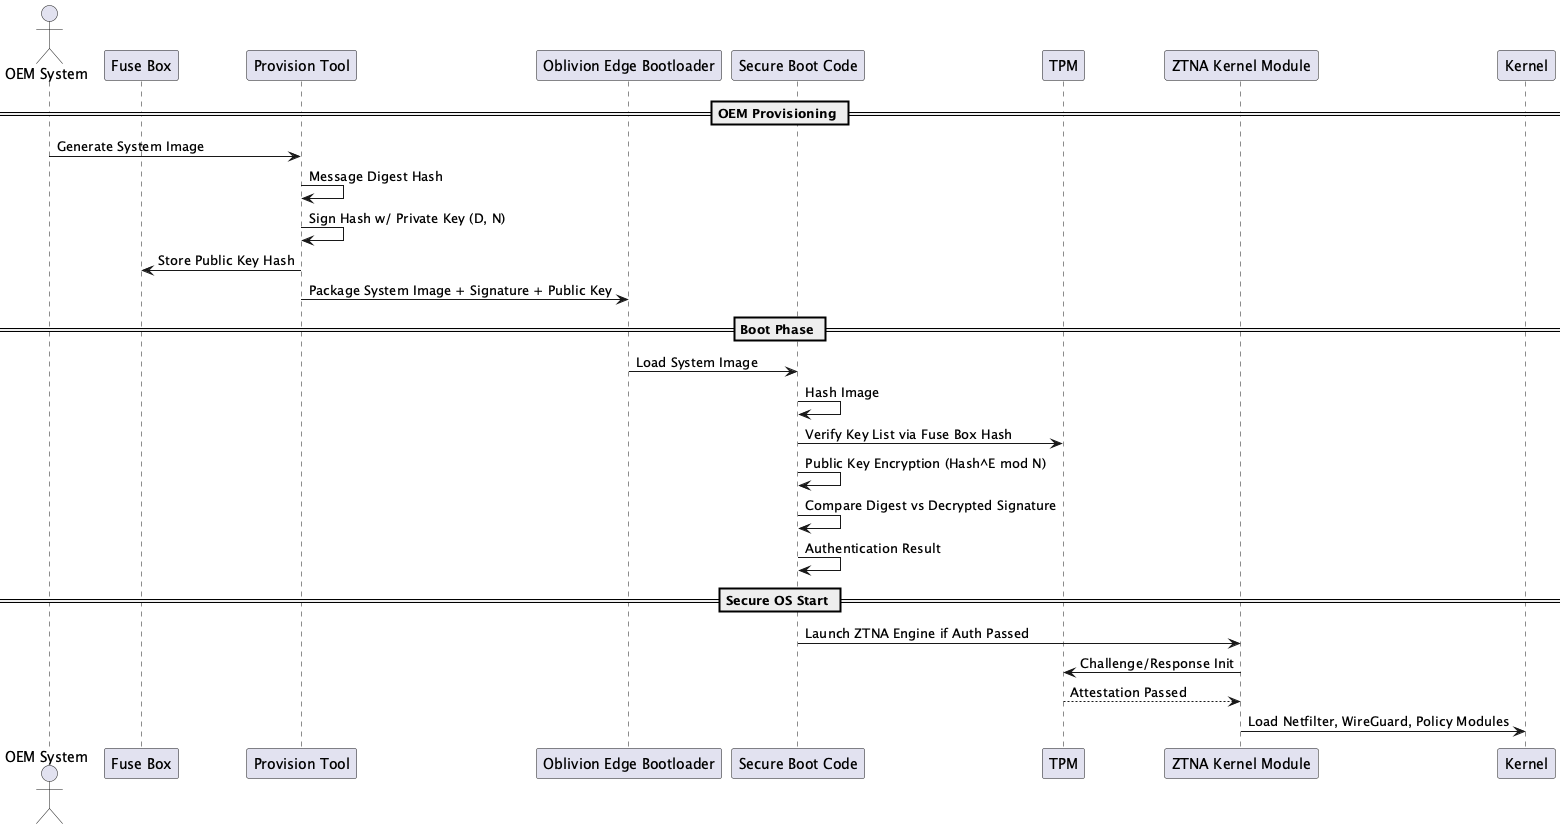 OEM System
Fuse Box
Provision Tool
Oblivion Edge Bootloader
Secure Boot Code
TPM
ZTNA Kernel Module
Kernel
OEM Provisioning
Generate System Image
Message Digest Hash
Sign Hash w/ Private Key (D, N)
Store Public Key Hash
Package System Image + Signature + Public Key
Boot Phase
Load System Image
Hash Image
Verify Key List via Fuse Box Hash
Public Key Encryption (Hash^E mod N)
Compare Digest vs Decrypted Signature
Authentication Result
Secure OS Start
Launch ZTNA Engine if Auth Passed
Challenge/Response Init
Attestation Passed
Load Netfilter, WireGuard, Policy Modules
OEM System
Fuse Box
Provision Tool
Oblivion Edge Bootloader
Secure Boot Code
TPM
ZTNA Kernel Module
Kernel